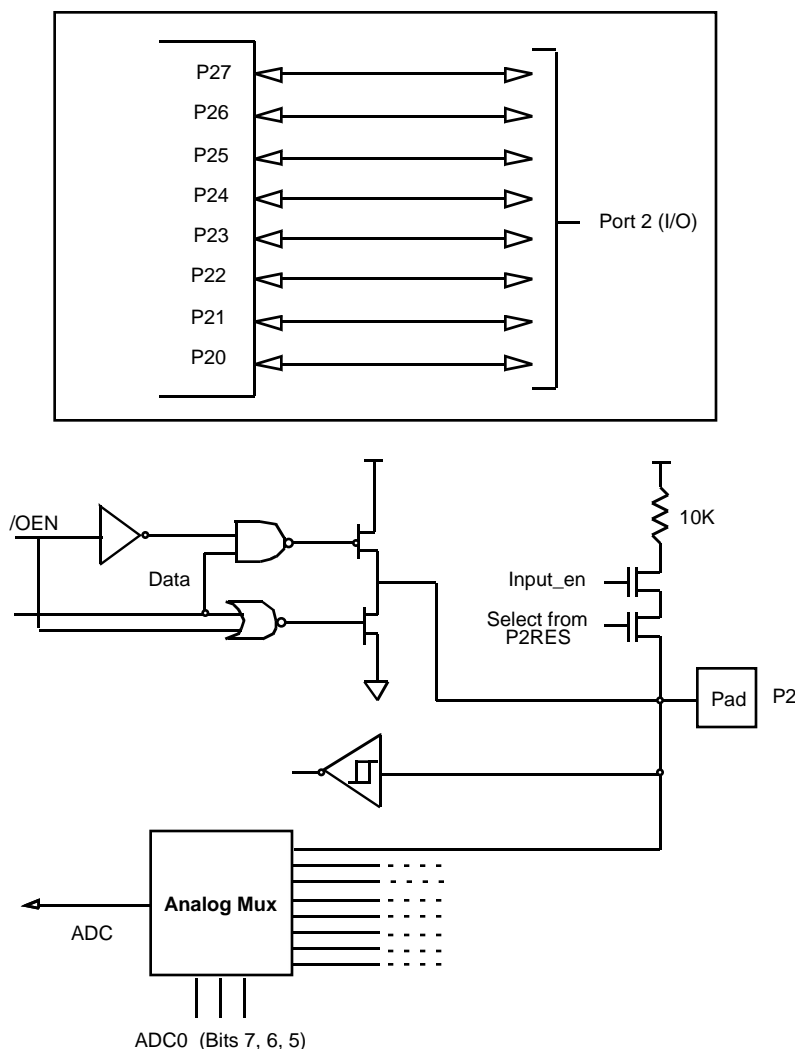 P27
P26
P25
P24
P23
P22
P21
P20
Port 2 (I/O)
/OEN
Data
10K
Input_en
Select from
P2RES
Pad
P2
Analog Mux
ADC
ADC0 (Bits 7, 6, 5)